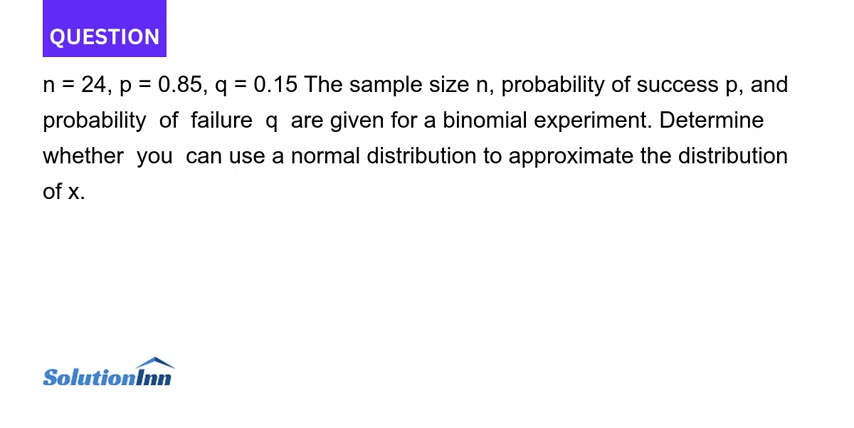 QUESTION
n = 24, p = 0.85, q = 0.15 The sample size n, probability of success p, and
probability of failure q are given for a binomial experiment. Determine
whether you can use a normal distribution to approximate the distribution
of x.
SolutionInn